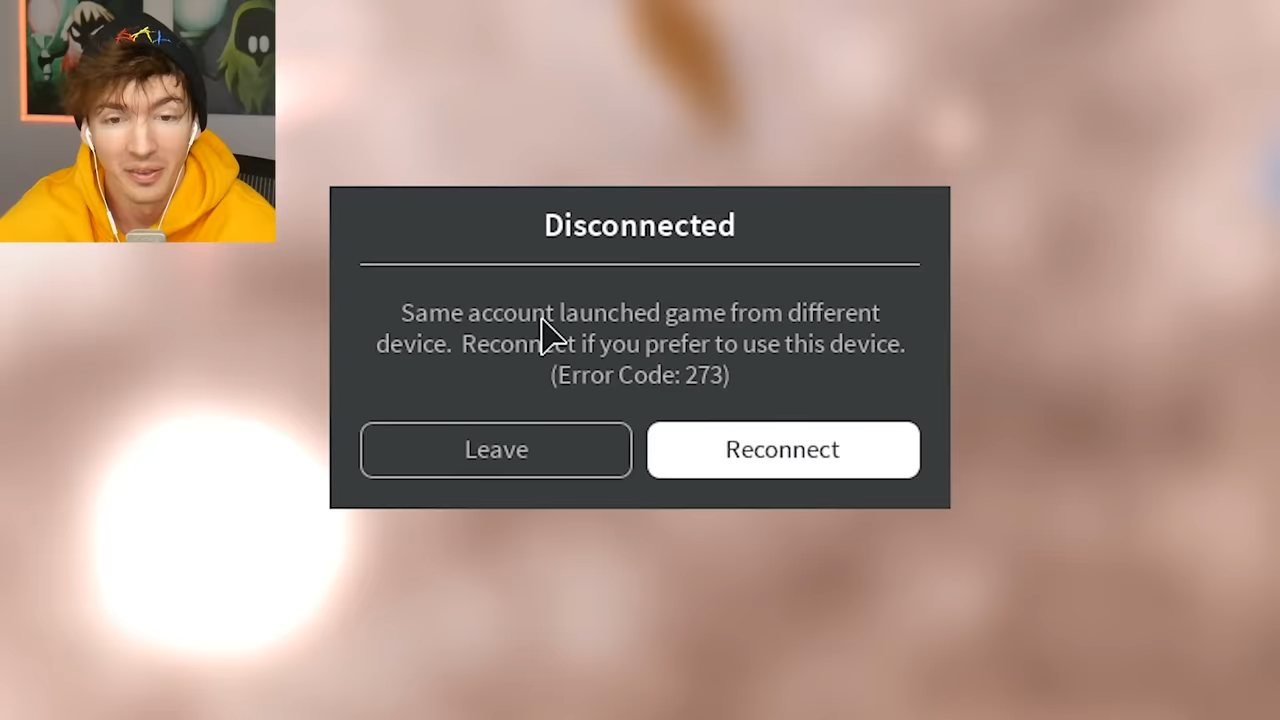 Disconnected
Same account launched game from different
device. Reconnect if you prefer to use this device.
(Error Code: 273)
Leave
Reconnect